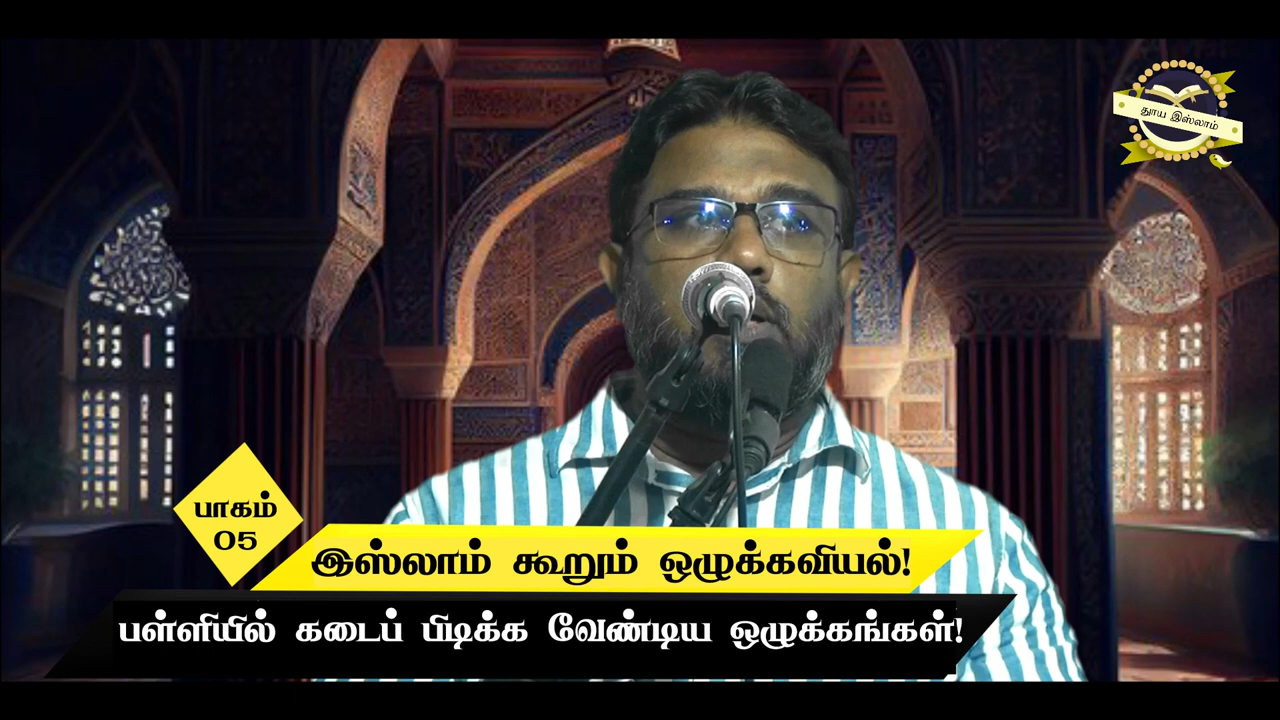 தூய இஸ்லாம்
பாகம்
05
இஸ்லாம் கூறும் ஒழுக்கவியல்!
பள்ளியில் கடைப் பிடிக்க வேண்டிய ஒழுக்கங்கள்!